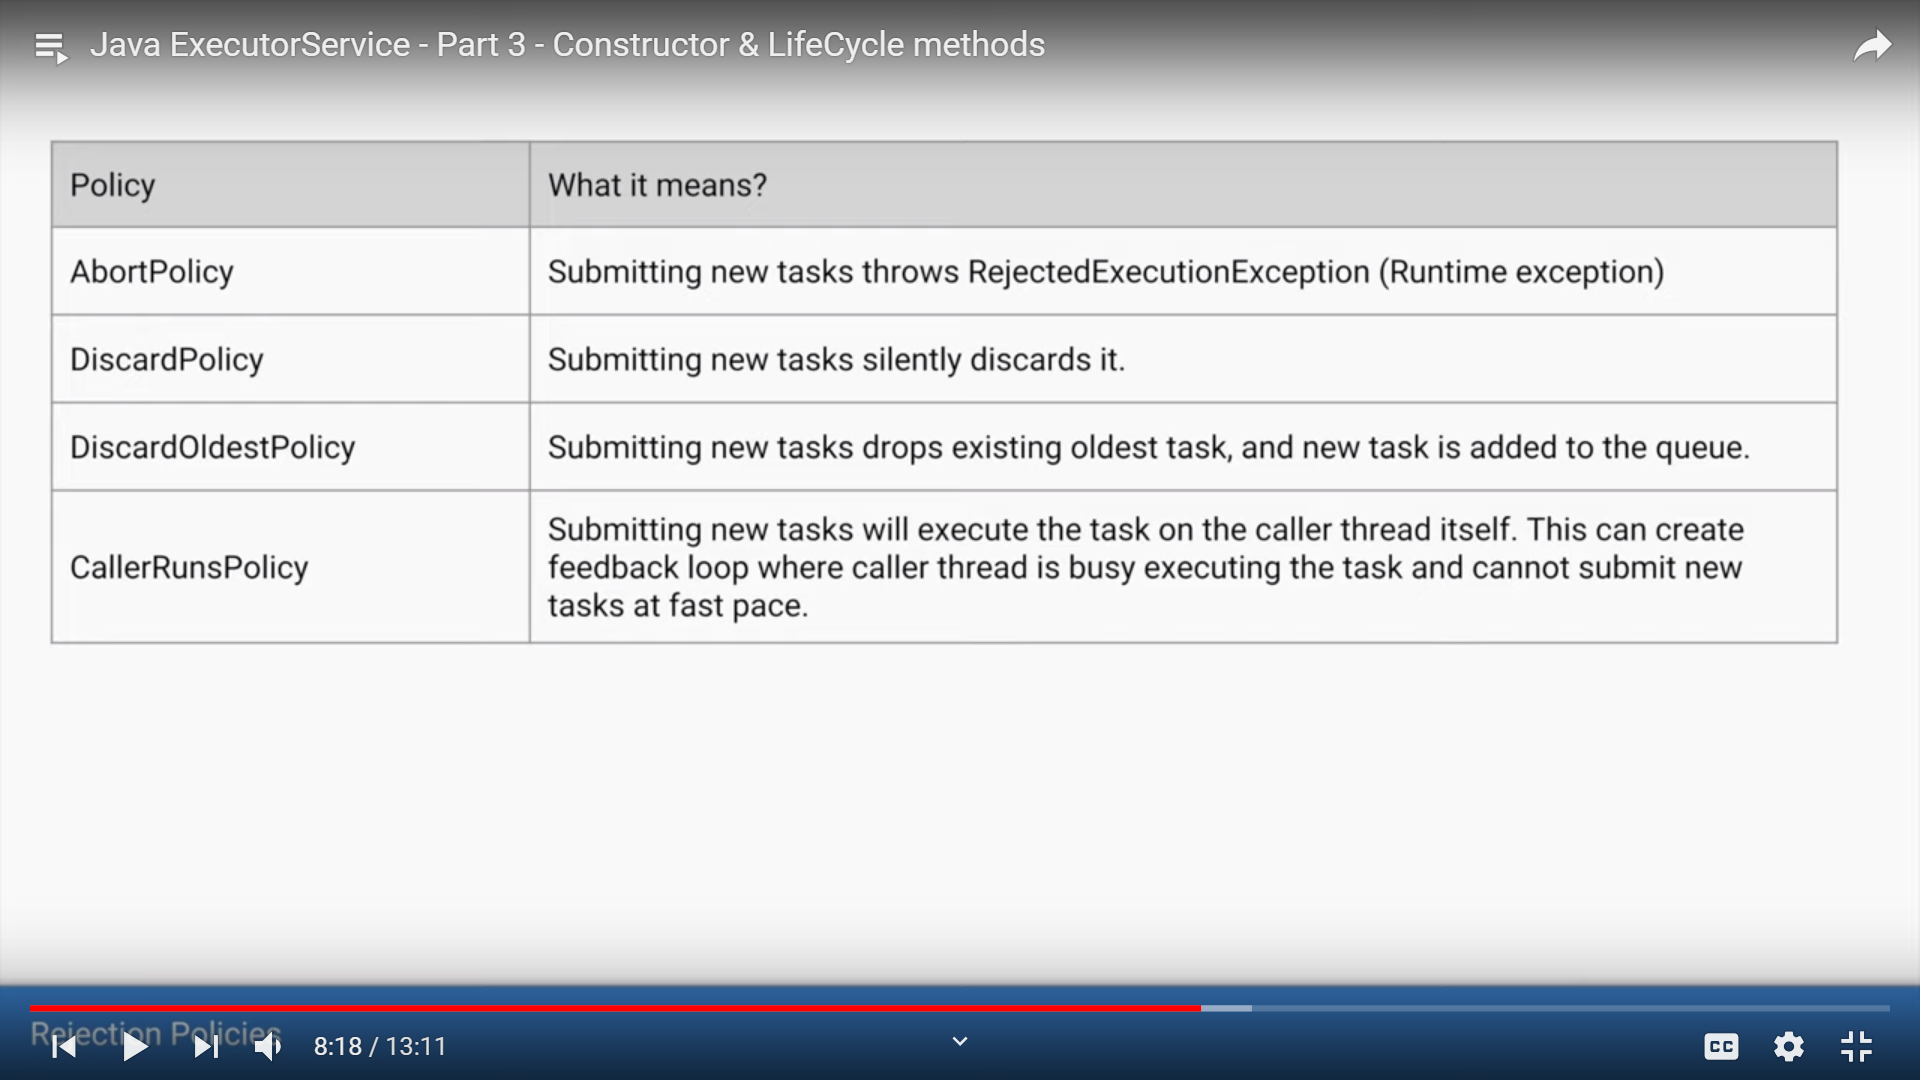 Java ExecutorService - Part 3 - Constructor & LifeCycle methods
Policy
What it means?
AbortPolicy
Submitting new tasks throws RejectedExecutionException (Runtime exception)
DiscardPolicy
Submitting new tasks silently discards it.
DiscardOldestPolicy
Submitting new tasks drops existing oldest task, and new task is added to the queue.
CallerRunsPolicy
Submitting new tasks will execute the task on the caller thread itself. This can create
feedback loop where caller thread is busy executing the task and cannot submit new
tasks at fast pace.
Rejection Policies
8:18 / 13:11
CC